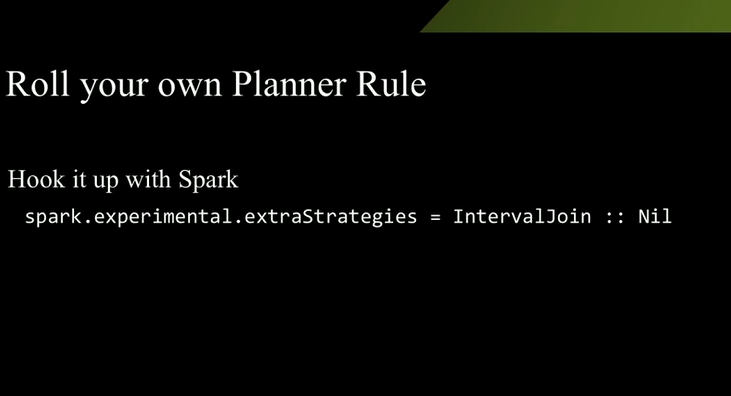 Roll your own Planner Rule
Hook it up with Spark
spark.experimental.extraStrategies = IntervalJoin :: Nil